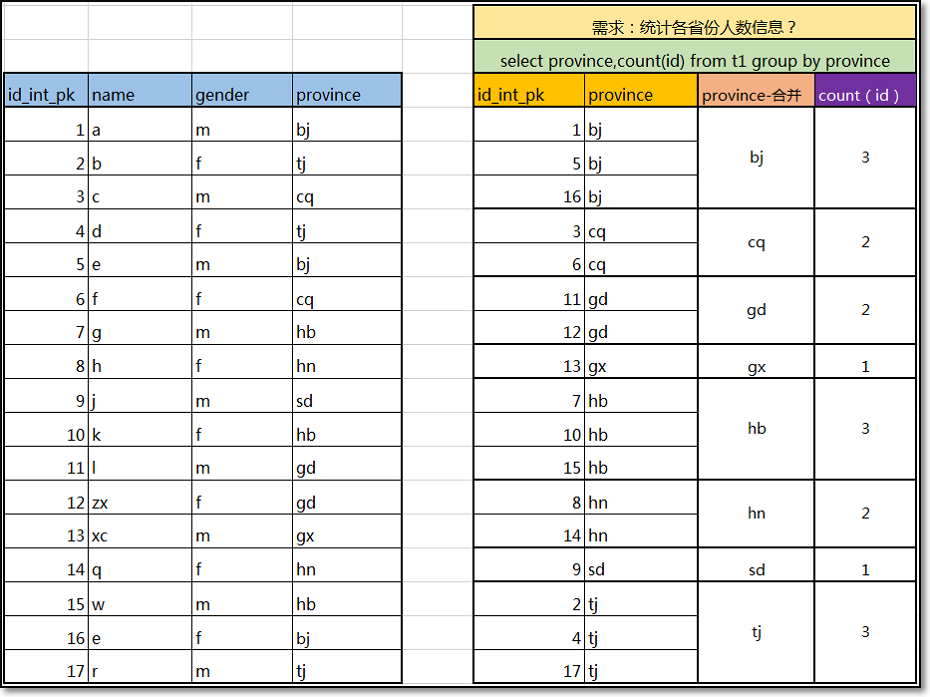 需求：统计各省份人数信息？
select province,count(id) from t1 group by province
id_int_pk name gender province id_int_pk province province-合并 count（id）
1 a m bj 1 bj
2 b f tj 5 bj bj 3
3 c m cq 16 bj
4 d f tj 3 cq cq 2
5 e m bj 6 cq
6 f f cq 11 gd gd 2
7 g m hb 12 gd
8 h f hn 13 gx gx 1
9 j m sd 7 hb
10 k f hb 10 hb hb 3
11 l m gd 15 hb
12 zx f gd 8 hn hn 2
13 xc m gx 14 hn
14 q f hn 9 sd sd 1
15 w m hb 2 tj
16 e f bj 4 tj tj 3
17 r m tj 17 tj